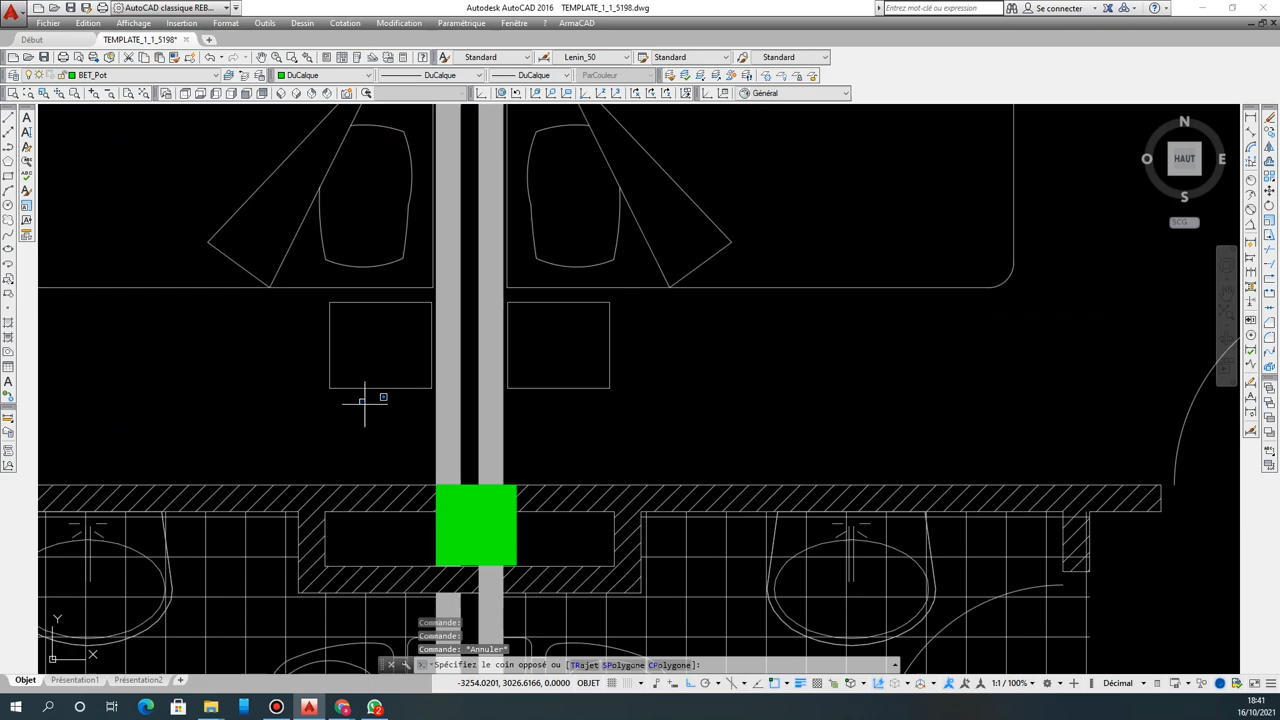 AutoCAD classique REB...
Autodesk AutoCAD 2016 TEMPLATE_1_1_5198.dwg
Entrez mot-clé ou expression
Se connecter
Fichier Edition Affichage Insertion Format Outils Dessin Cotation Modification Paramétrique Fenêtre ? ArmaCAD
Début TEMPLATE_1_1_5198*
Standard Lenin_50 Standard Standard
BET_Pot DuCalque DuCalque DuCalque ParCouleur
Général
N
O HAUT E
S
SCG
Y
X
Commande:
Commande:
Commande: *Annuler*
Spécifiez le coin opposé ou [TRajet SPolygone CPolygone]:
Objet Présentation1 Présentation2 +
-3254.0201, 3026.6166, 0.0000 OBJET 1:1 / 100% Décimal
2
18:41
16/10/2021